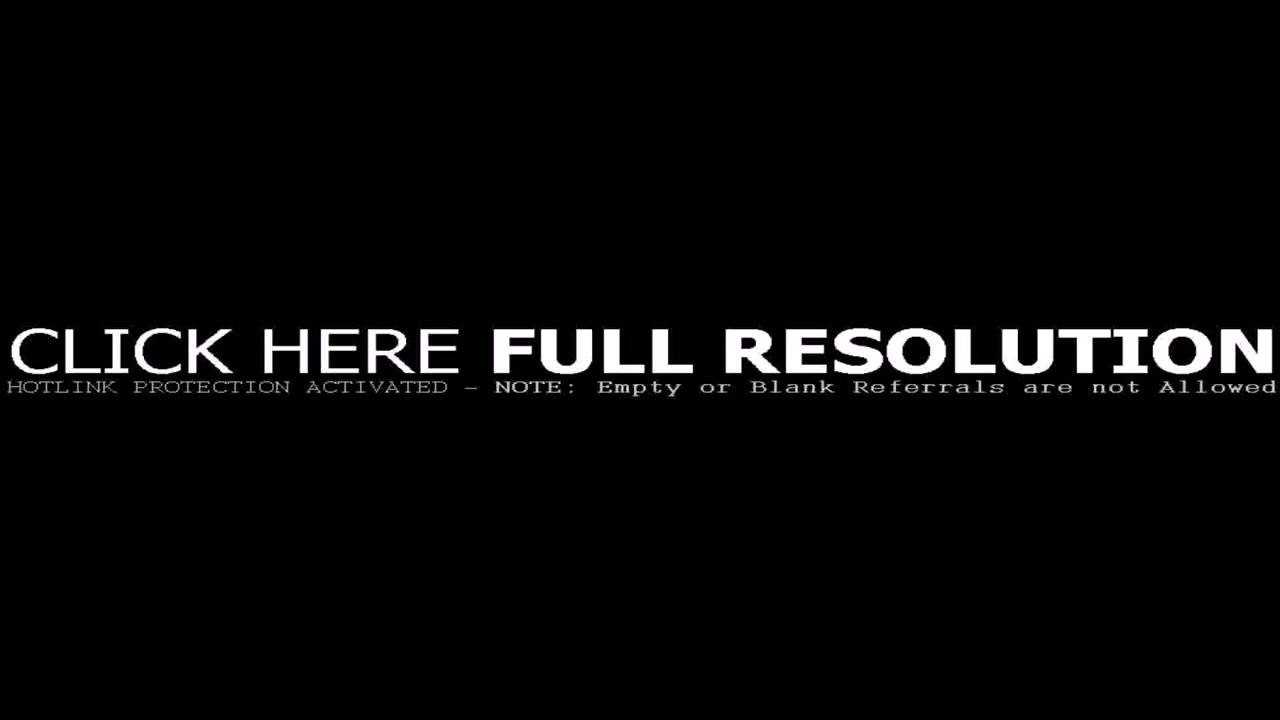 CLICK HERE FULL RESOLUTION
HOTLINK PROTECTION ACTIVATED - NOTE: Empty or Blank Referrals are not Allowed